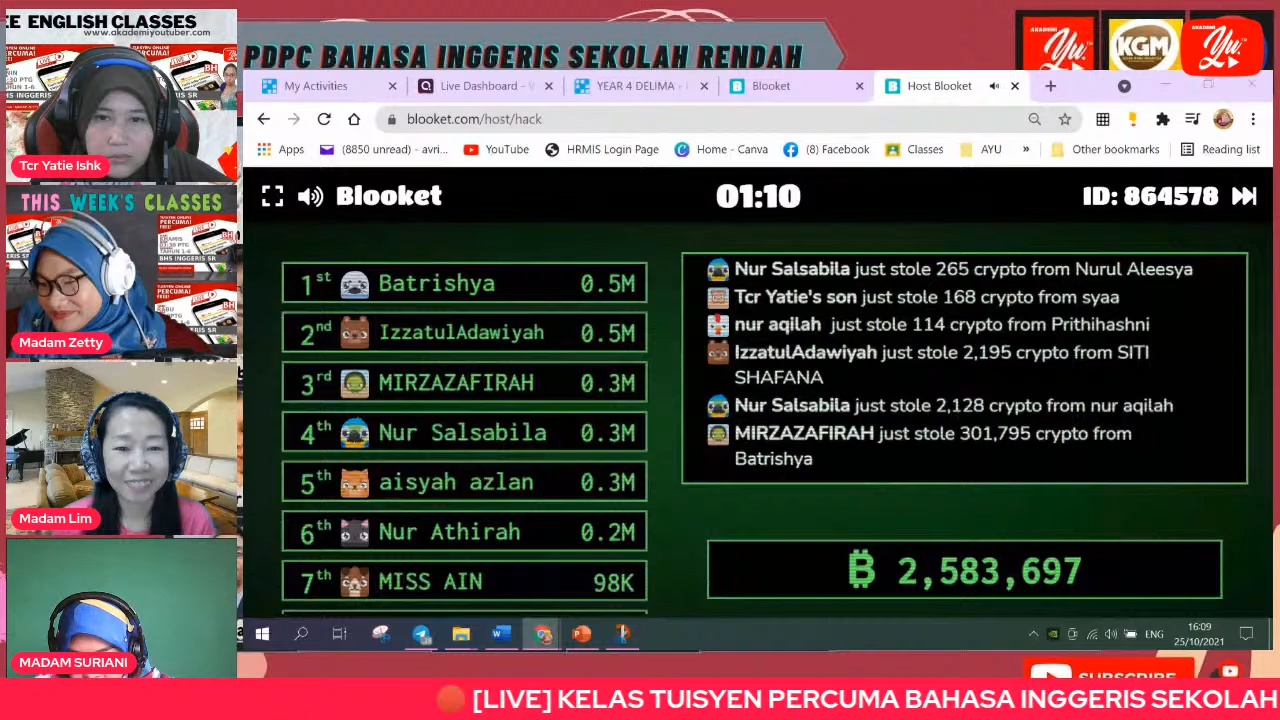 EE ENGLISH CLASSES
www.akademiyoutuber.com
PDPC BAHASA INGGERIS SEKOLAH RENDAH
AKADEMI
KGM
AKADEMI
Tcr Yatie Ishk
THIS WEEK'S CLASSES
Madam Zetty
Madam Lim
MADAM SURIANI
My Activities
Live Dashboard -
YEAR 4 DELIMA -
Blooket
Host Blooket
blooket.com/host/hack
Apps
(8850 unread) - avri...
YouTube
HRMIS Login Page
Home - Canva
(8) Facebook
Classes
AYU
»
Other bookmarks
Reading list
Blooket
01:10
ID: 864578
1st Batrishya 0.5M
2nd IzzatulAdawiyah 0.5M
3rd MIRZAZAFIRAH 0.3M
4th Nur Salsabila 0.3M
5th aisyah azlan 0.3M
6th Nur Athirah 0.2M
7th MISS AIN 98K
Nur Salsabila just stole 265 crypto from Nurul Aleesya
Tcr Yatie's son just stole 168 crypto from syaa
nur aqilah just stole 114 crypto from Prithihashni
IzzatulAdawiyah just stole 2,195 crypto from SITI
SHAFANA
Nur Salsabila just stole 2,128 crypto from nur aqilah
MIRZAZAFIRAH just stole 301,795 crypto from
Batrishya
₿ 2,583,697
ENG
16:09
25/10/2021
SUBSCRIBE
[LIVE] KELAS TUISYEN PERCUMA BAHASA INGGERIS SEKOLAH